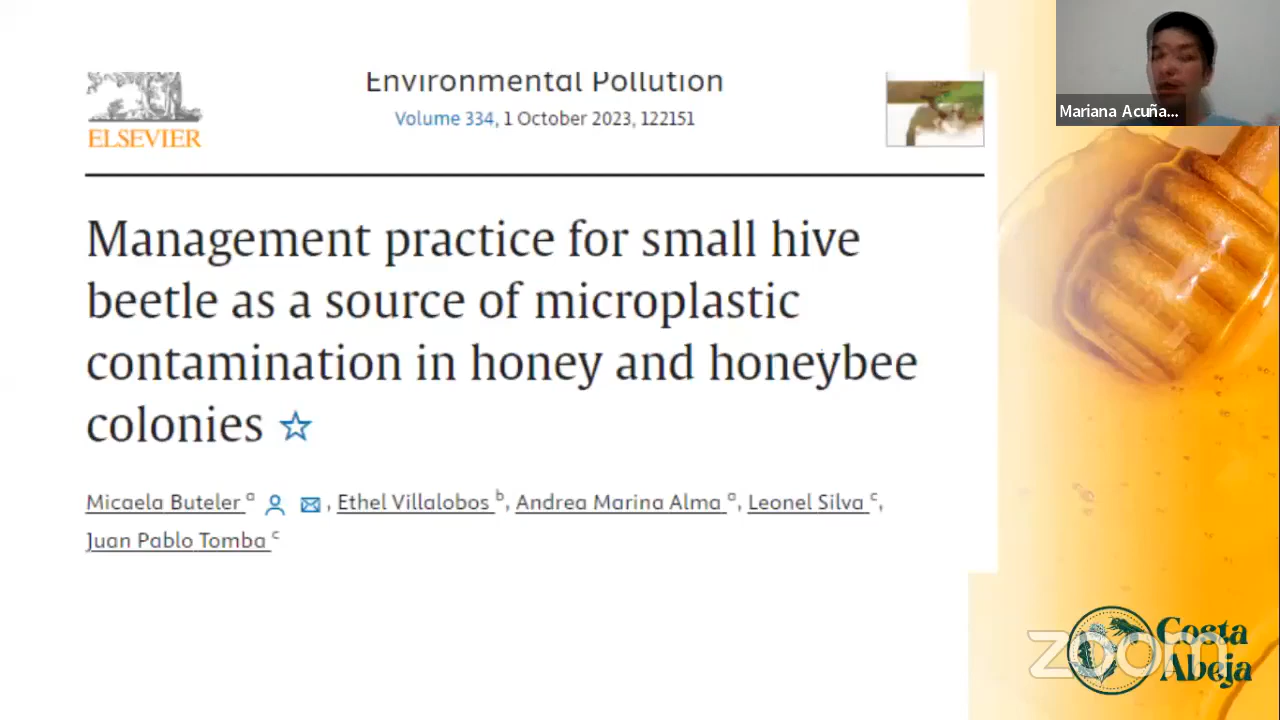 Environmental Pollution
Volume 334, 1 October 2023, 122151
ELSEVIER
Mariana Acuña...
Management practice for small hive
beetle as a source of microplastic
contamination in honey and honeybee
colonies
Micaela Buteler a, Ethel Villalobos b, Andrea Marina Alma a, Leonel Silva c,
Juan Pablo Tomba c
Costa
Abeja
zoom